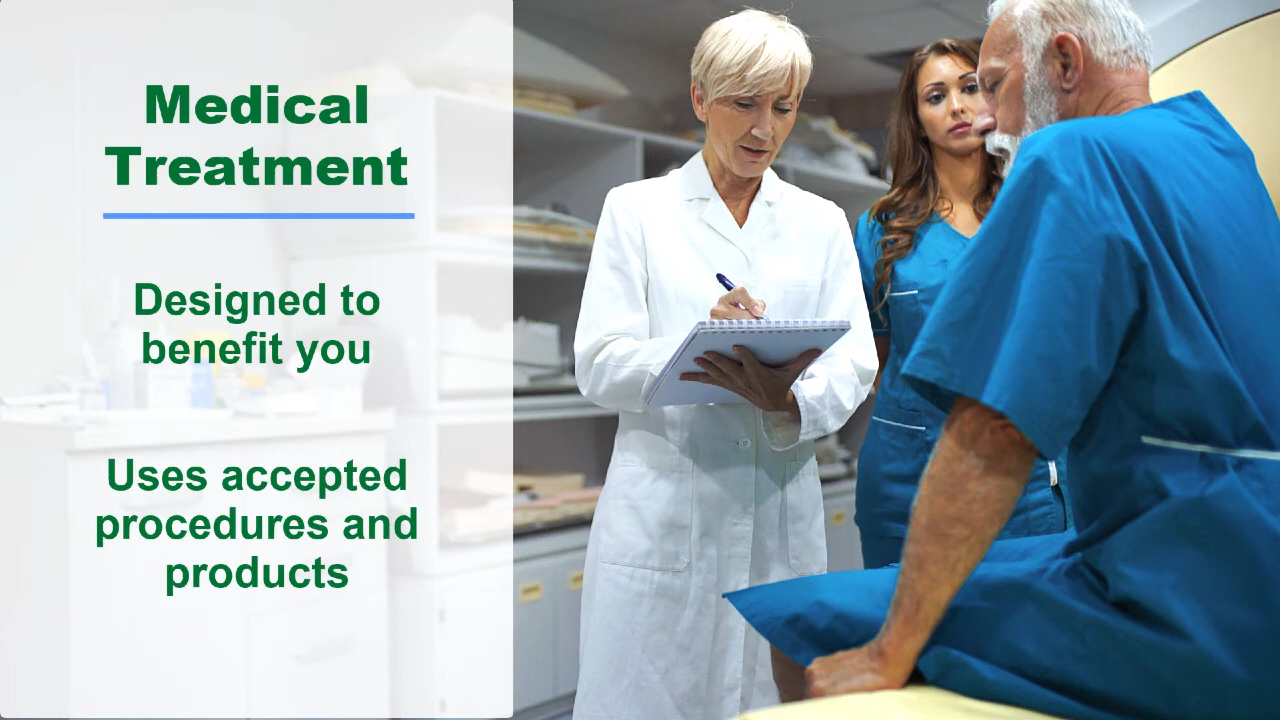 Medical
Treatment
Designed to
benefit you
Uses accepted
procedures and
products